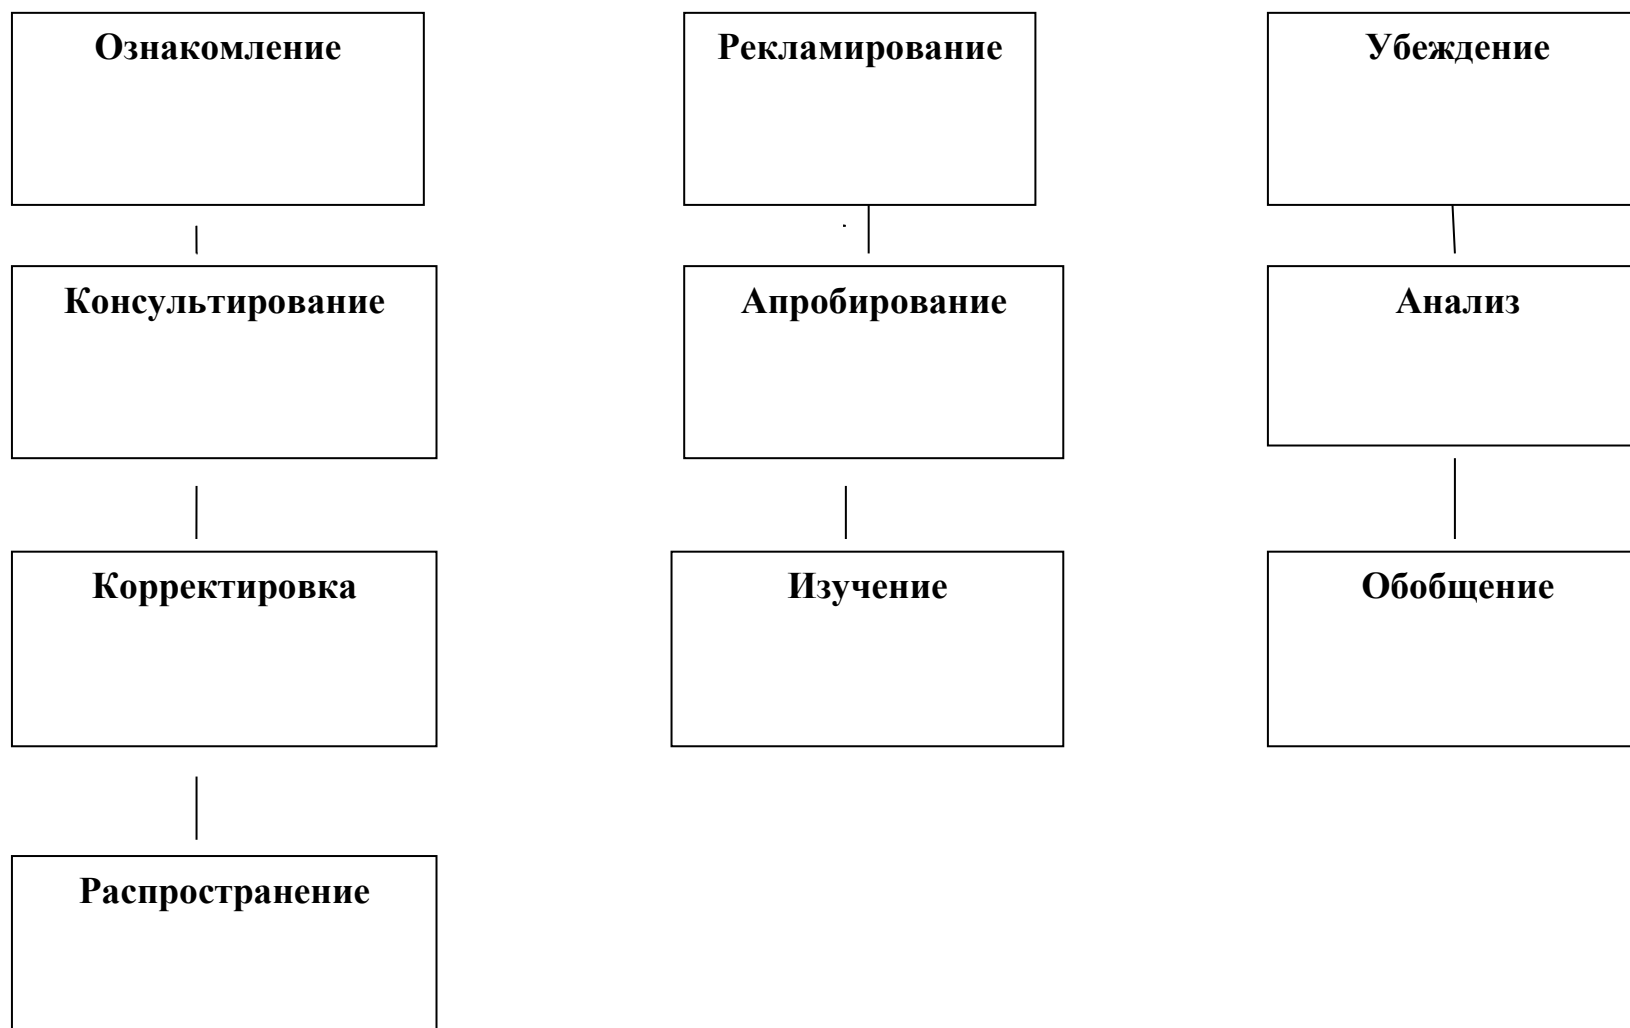 Ознакомление
Рекламирование
Убеждение
Консультирование
Апробирование
Анализ
Корректировка
Изучение
Обобщение
Распространение